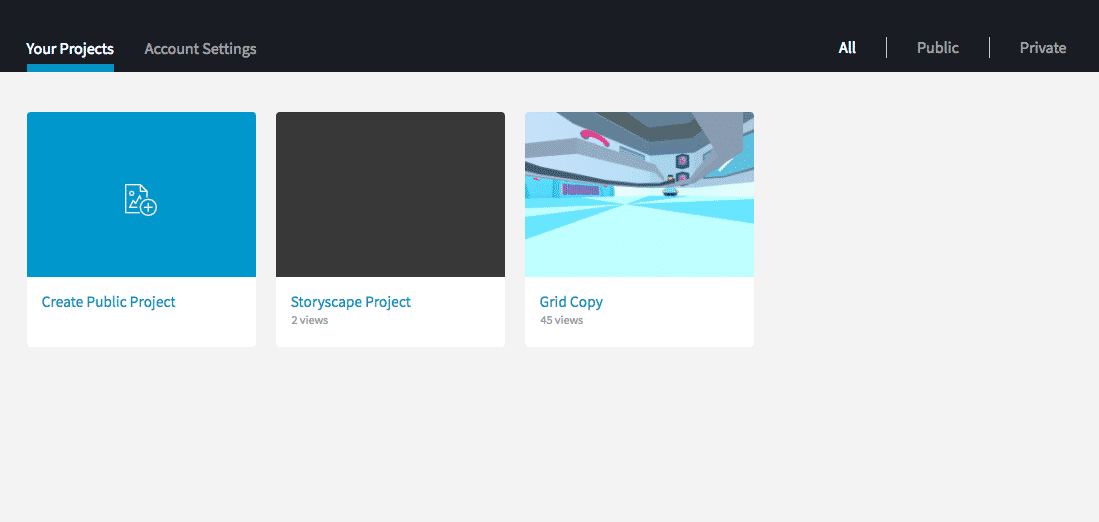 Your Projects Account Settings All Public Private
Create Public Project
Storyscape Project
2 views
Grid Copy
45 views